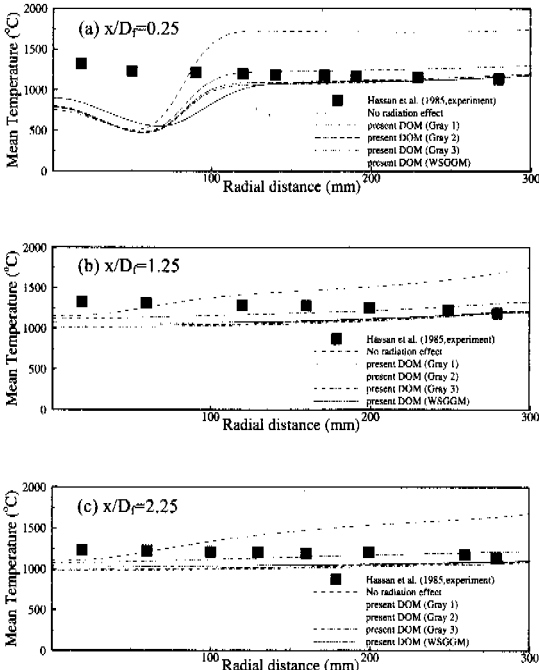 2000
(a) x/Df=0.25
1500
1000
500
0
Mean Temperature (°C)
Hassan et al. (1985,experiment)
No radiation effect
present DOM (Gray 1)
present DOM (Gray 2)
present DOM (Gray 3)
present DOM (WSGGM)
100 200 300
Radial distance (mm)
2000
(b) x/Df=1.25
1500
1000
500
0
Mean Temperature (°C)
Hassan et al. (1985,experiment)
No radiation effect
present DOM (Gray 1)
present DOM (Gray 2)
present DOM (Gray 3)
present DOM (WSGGM)
100 200 300
Radial distance (mm)
2000
(c) x/Df=2.25
1500
1000
500
0
Mean Temperature (°C)
Hassan et al. (1985,experiment)
No radiation effect
present DOM (Gray 1)
present DOM (Gray 2)
present DOM (Gray 3)
present DOM (WSGGM)
100 200 300
Radial distance (mm)